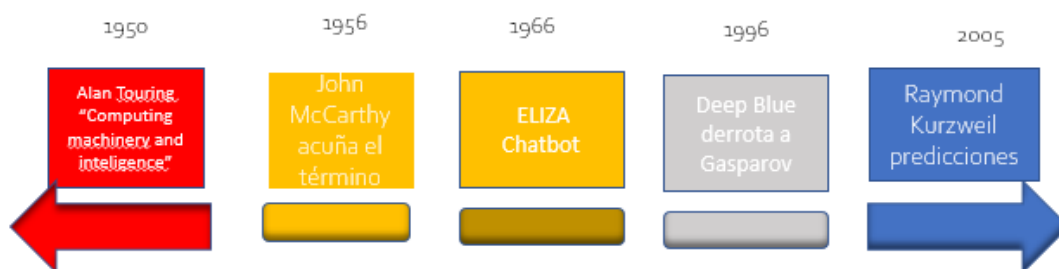 1950
1956
1966
1996
2005
Alan Touring
“Computing
machinery and
inteligence”
John
McCarthy
acuña el
término
ELIZA
Chatbot
Deep Blue
derrota a
Gasparov
Raymond
Kurzweil
predicciones